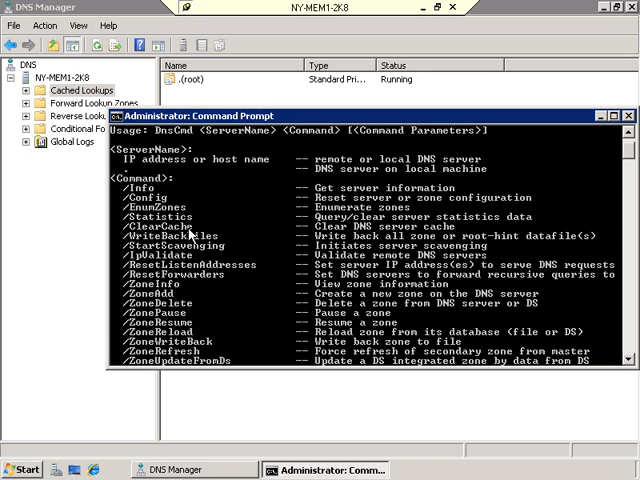 DNS Manager
NY-MEM1-2K8
File Action View Help
DNS
NY-MEM1-2K8
Cached Lookups
Forward Lookup Zones
Reverse Looku
Conditional Fo
Global Logs
Name Type Status
.(root) Standard Pri... Running
Administrator: Command Prompt
Usage: DnsCmd <ServerName> <Command> [<Command Parameters>]
<ServerName>:
IP address or host name -- remote or local DNS server
. -- DNS server on local machine
<Command>:
/Info -- Get server information
/Config -- Reset server or zone configuration
/EnumZones -- Enumerate zones
/Statistics -- Query/clear server statistics data
/ClearCache -- Clear DNS server cache
/WriteBackFiles -- Write back all zone or root-hint datafile(s)
/StartScavenging -- Initiates server scavenging
/IpValidate -- Validate remote DNS servers
/ResetListenAddresses -- Set server IP address(es) to serve DNS requests
/ResetForwarders -- Set DNS servers to forward recursive queries to
/ZoneInfo -- View zone information
/ZoneAdd -- Create a new zone on the DNS server
/ZoneDelete -- Delete a zone from DNS server or DS
/ZonePause -- Pause a zone
/ZoneResume -- Resume a zone
/ZoneReload -- Reload zone from its database (file or DS)
/ZoneWriteBack -- Write back zone to file
/ZoneRefresh -- Force refresh of secondary zone from master
/ZoneUpdateFromDs -- Update a DS integrated zone by data from DS
Start DNS Manager Administrator: Comm...